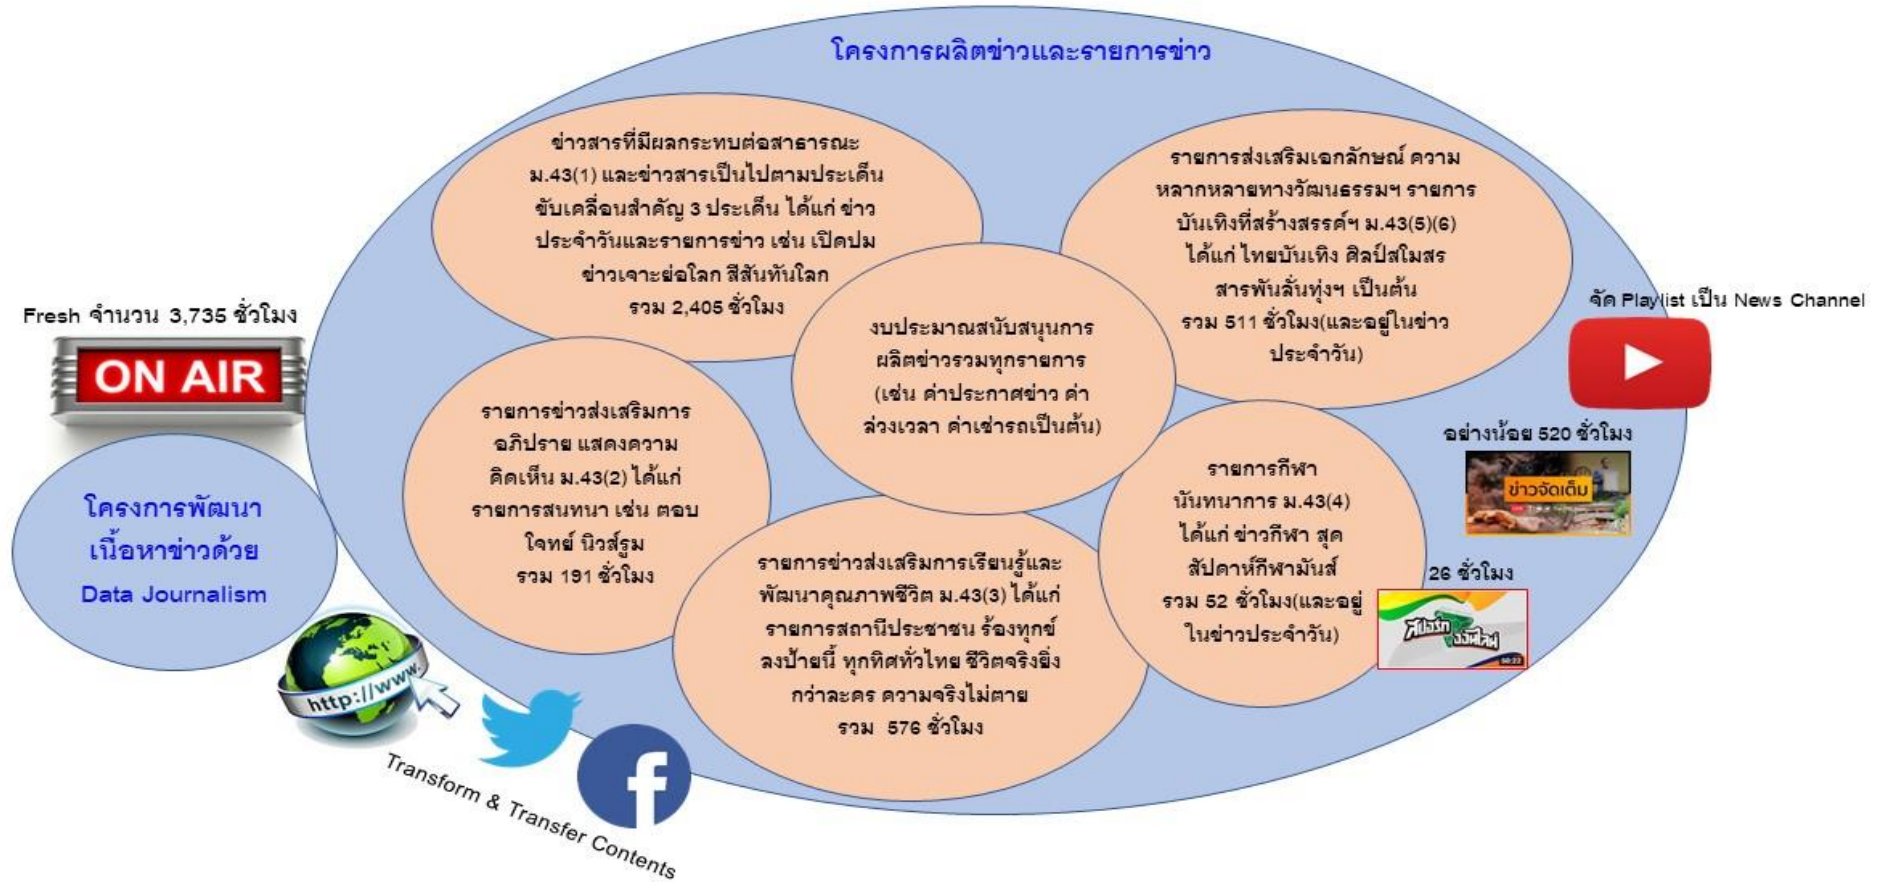 โครงการผลิตข่าวและรายการข่าว
ข่าวสารที่มีผลกระทบต่อสาธารณะ
ม.43(1) และข่าวสารเป็นไปตามประเด็น
ขับเคลื่อนสำคัญ 3 ประเด็น ได้แก่ ข่าว
ประจำวันและรายการข่าว เช่น เปิดปม
ข่าวเจาะย่อโลก สีสันทันโลก
รวม 2,405 ชั่วโมง
รายการส่งเสริมเอกลักษณ์ ความ
หลากหลายทางวัฒนธรรมฯ รายการ
บันเทิงที่สร้างสรรค์ฯ ม.43(5)(6)
ได้แก่ ไทยบันเทิง ศิลป์สโมสร
สารพันลั่นทุ่งฯ เป็นต้น
รวม 511 ชั่วโมง(และอยู่ในข่าว
ประจำวัน)
Fresh จำนวน 3,735 ชั่วโมง
ON AIR
งบประมาณสนับสนุนการ
ผลิตข่าวรวมทุกรายการ
(เช่น ค่าประกาศข่าว ค่า
ล่วงเวลา ค่าเช่ารถเป็นต้น)
จัด Playlist เป็น News Channel
รายการข่าวส่งเสริมการ
อภิปราย แสดงความ
คิดเห็น ม.43(2) ได้แก่
รายการสนทนา เช่น ตอบ
โจทย์ นิวส์รูม
รวม 191 ชั่วโมง
อย่างน้อย 520 ชั่วโมง
ข่าวจัดเต็ม
รายการกีฬา
นันทนาการ ม.43(4)
ได้แก่ ข่าวกีฬา สุด
สัปดาห์กีฬามันส์
รวม 52 ชั่วโมง(และอยู่
ในข่าวประจำวัน)
26 ชั่วโมง
สปอร์ต
ออนไลน์
50:22
โครงการพัฒนา
เนื้อหาข่าวด้วย
Data Journalism
รายการข่าวส่งเสริมการเรียนรู้และ
พัฒนาคุณภาพชีวิต ม.43(3) ได้แก่
รายการสถานีประชาชน ร้องทุกข์
ลงป้ายนี้ ทุกทิศทั่วไทย ชีวิตจริงยิ่ง
กว่าละคร ความจริงไม่ตาย
รวม 576 ชั่วโมง
http://www.
f
Transform & Transfer Contents